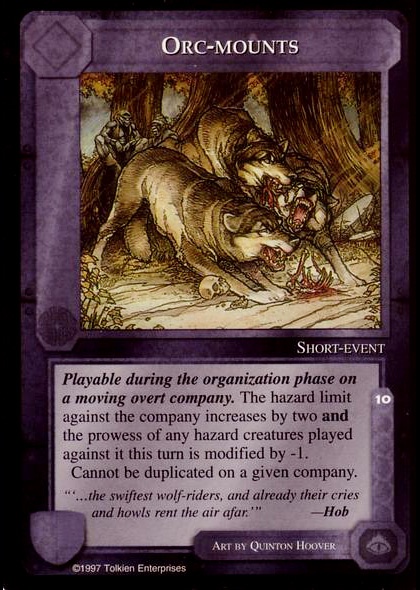 Orc-mounts
Short-event
Playable during the organization phase on
a moving overt company. The hazard limit
against the company increases by two and
the prowess of any hazard creatures played
against it this turn is modified by -1.
Cannot be duplicated on a given company.
“‘...the swiftest wolf-riders, and already their cries
and howls rent the air afar.’” —Hob
10
Art by Quinton Hoover
©1997 Tolkien Enterprises